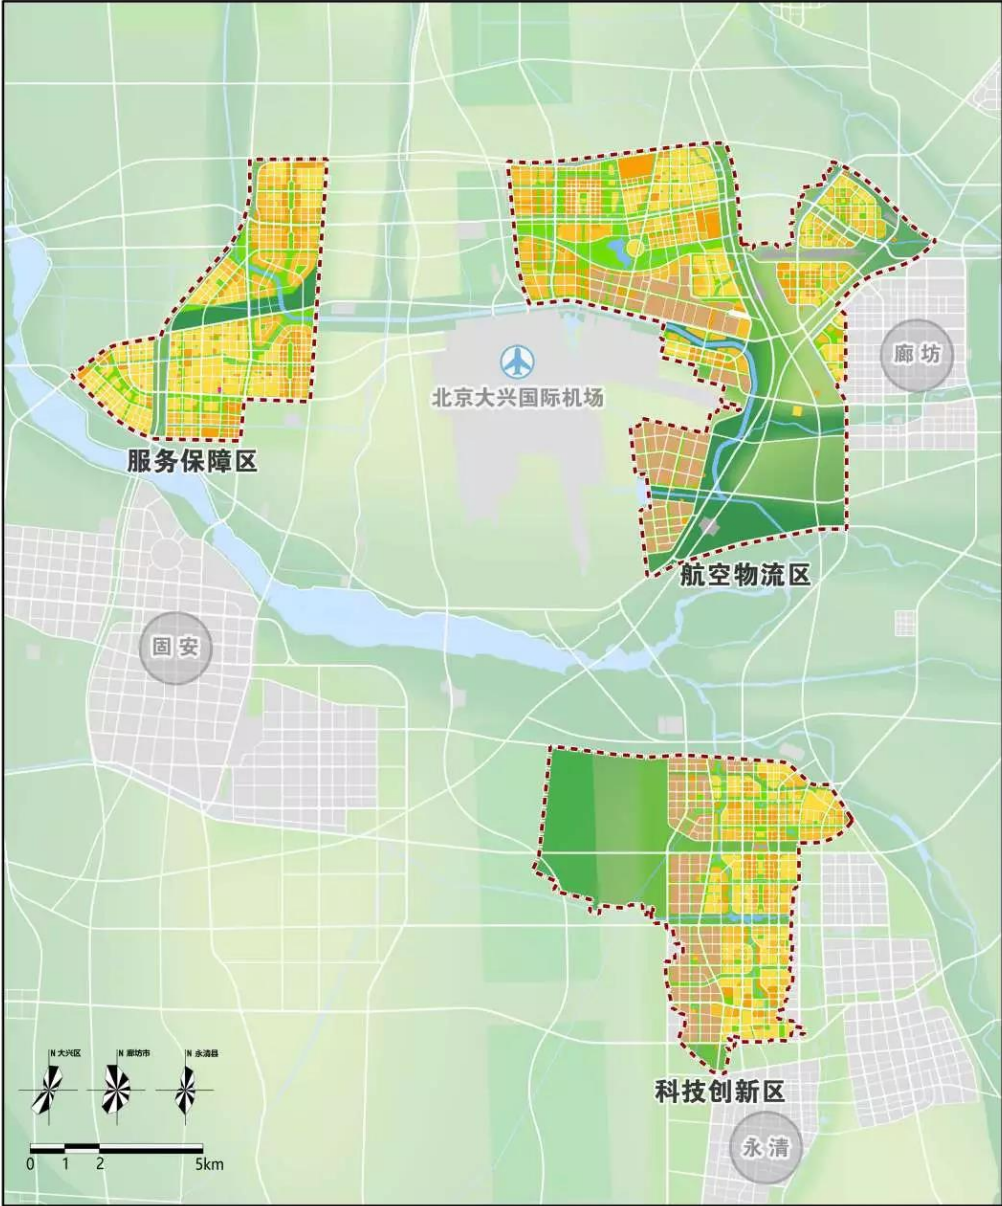 廊坊
北京大兴国际机场
服务保障区
航空物流区
固安
N 大兴区
N 廊坊市
N 永清县
科技创新区
永清
0 1 2 5km